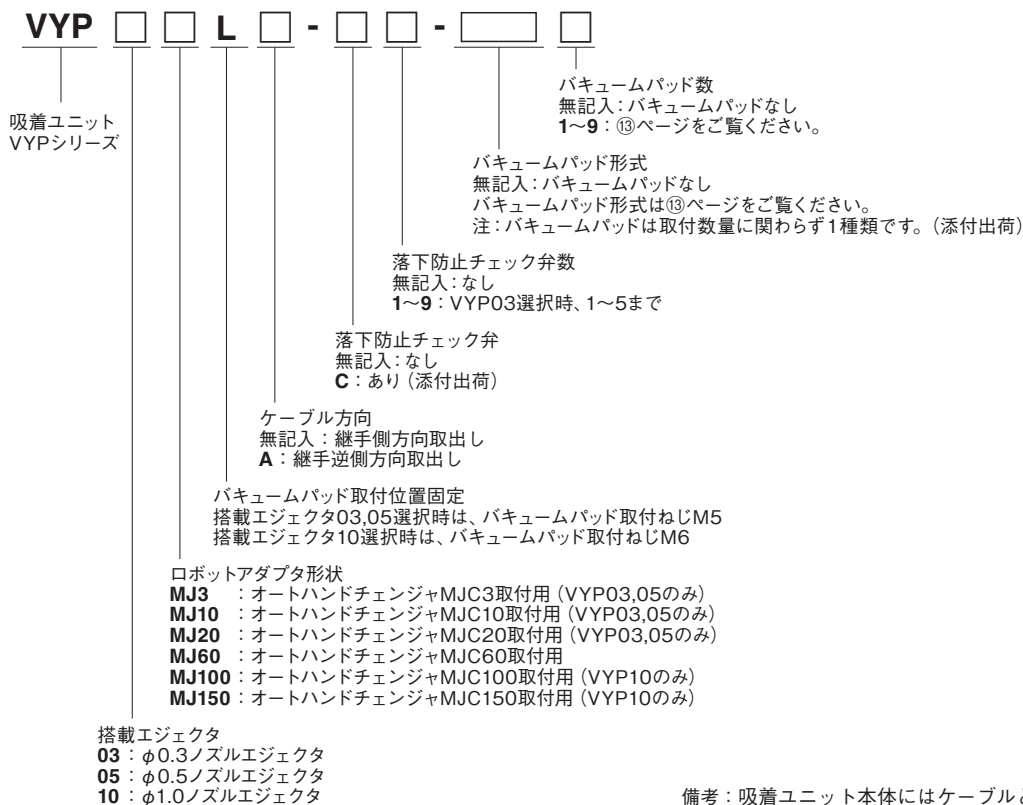 VYP □ □ L □ - □ □ - □ □
吸着ユニット
VYPシリーズ
バキュームパッド数
無記入：バキュームパッドなし
1〜9：⑬ページをご覧ください。
バキュームパッド形式
無記入：バキュームパッドなし
バキュームパッド形式は⑬ページをご覧ください。
注：バキュームパッドは取付数量に関わらず1種類です。（添付出荷）
落下防止チェック弁数
無記入：なし
1〜9：VYP03選択時、1〜5まで
落下防止チェック弁
無記入：なし
C：あり（添付出荷）
ケーブル方向
無記入：継手側方向取出し
A：継手逆側方向取出し
バキュームパッド取付位置固定
搭載エジェクタ03,05選択時は、バキュームパッド取付ねじM5
搭載エジェクタ10選択時は、バキュームパッド取付ねじM6
ロボットアダプタ形状
MJ3：オートハンドチェンジャMJC3取付用（VYP03,05のみ）
MJ10：オートハンドチェンジャMJC10取付用（VYP03,05のみ）
MJ20：オートハンドチェンジャMJC20取付用（VYP03,05のみ）
MJ60：オートハンドチェンジャMJC60取付用
MJ100：オートハンドチェンジャMJC100取付用（VYP10のみ）
MJ150：オートハンドチェンジャMJC150取付用（VYP10のみ）
搭載エジェクタ
03：φ0.3ノズルエジェクタ
05：φ0.5ノズルエジェクタ
10：φ1.0ノズルエジェクタ
備考：吸着ユニット本体にはケーブル